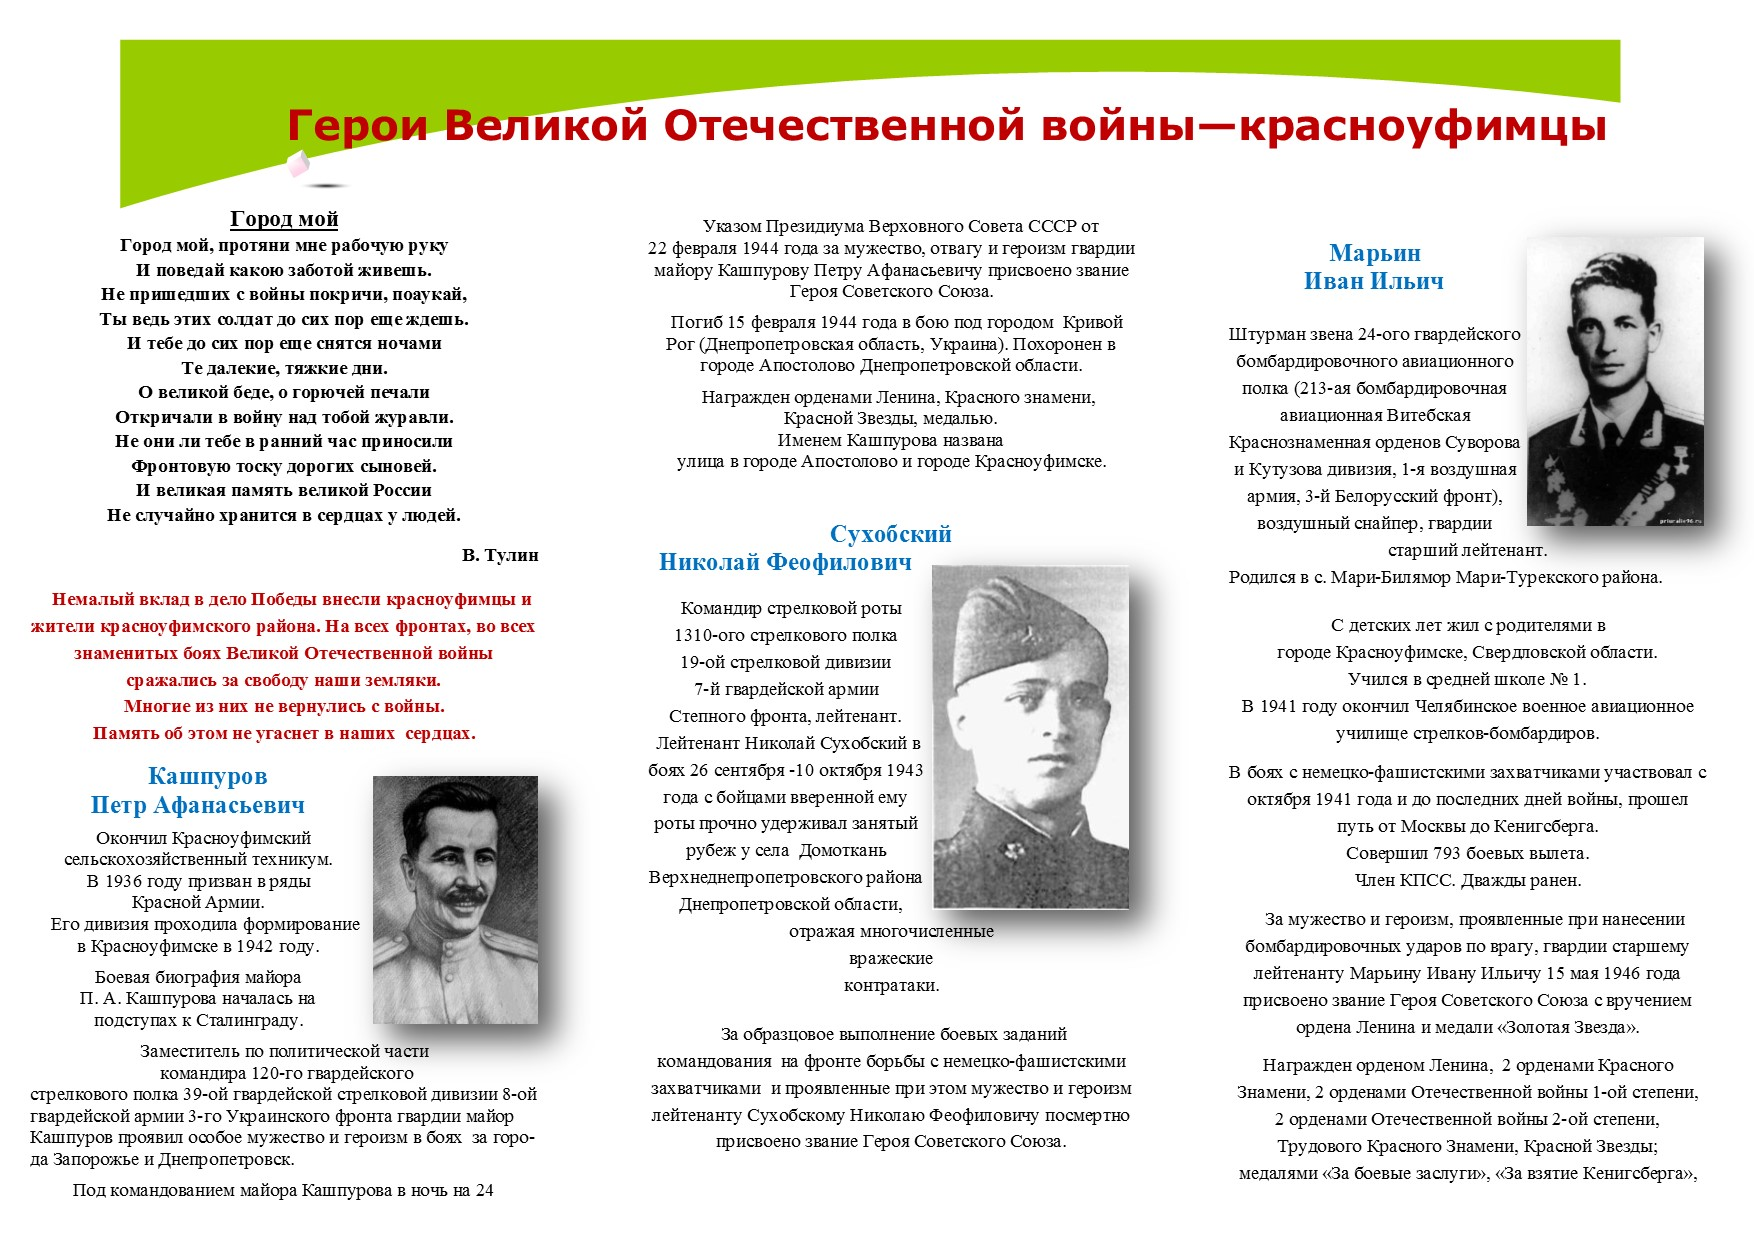 Герои Великой Отечественной войны—красноуфимцы
Город мой
Город мой, протяни мне рабочую руку
И поведай какою заботой живешь.
Не пришедших с войны покричи, поаукай,
Ты ведь этих солдат до сих пор еще ждешь.
И тебе до сих пор еще снятся ночами
Те далекие, тяжкие дни.
О великой беде, о горючей печали
Откричали в войну над тобой журавли.
Не они ли тебе в ранний час приносили
Фронтовую тоску дорогих сыновей.
И великая память великой России
Не случайно хранится в сердцах у людей.
В. Тулин
Немалый вклад в дело Победы внесли красноуфимцы и
жители красноуфимского района. На всех фронтах, во всех
знаменитых боях Великой Отечественной войны
сражались за свободу наши земляки.
Многие из них не вернулись с войны.
Память об этом не угаснет в наших сердцах.
Кашпуров
Петр Афанасьевич
Окончил Красноуфимский
сельскохозяйственный техникум.
В 1936 году призван в ряды
Красной Армии.
Его дивизия проходила формирование
в Красноуфимске в 1942 году.
Боевая биография майора
П. А. Кашпурова началась на
подступах к Сталинграду.
Заместитель по политической части
командира 120-го гвардейского
стрелкового полка 39-ой гвардейской стрелковой дивизии 8-ой
гвардейской армии 3-го Украинского фронта гвардии майор
Кашпуров проявил особое мужество и героизм в боях за горо-
да Запорожье и Днепропетровск.
Под командованием майора Кашпурова в ночь на 24
Указом Президиума Верховного Совета СССР от
22 февраля 1944 года за мужество, отвагу и героизм гвардии
майору Кашпурову Петру Афанасьевичу присвоено звание
Героя Советского Союза.
Погиб 15 февраля 1944 года в бою под городом Кривой
Рог (Днепропетровская область, Украина). Похоронен в
городе Апостолово Днепропетровской области.
Награжден орденами Ленина, Красного знамени,
Красной Звезды, медалью.
Именем Кашпурова названа
улица в городе Апостолово и городе Красноуфимске.
Сухобский
Николай Феофилович
Командир стрелковой роты
1310-ого стрелкового полка
19-ой стрелковой дивизии
7-й гвардейской армии
Степного фронта, лейтенант.
Лейтенант Николай Сухобский в
боях 26 сентября -10 октября 1943
года с бойцами вверенной ему
роты прочно удерживал занятый
рубеж у села Домоткань
Верхнеднепропетровского района
Днепропетровской области,
отражая многочисленные
вражеские
контратаки.
За образцовое выполнение боевых заданий
командования на фронте борьбы с немецко-фашистскими
захватчиками и проявленные при этом мужество и героизм
лейтенанту Сухобскому Николаю Феофиловичу посмертно
присвоено звание Героя Советского Союза.
Марьин
Иван Ильич
Штурман звена 24-ого гвардейского
бомбардировочного авиационного
полка (213-ая бомбардировочная
авиационная Витебская
Краснознаменная орденов Суворова
и Кутузова дивизия, 1-я воздушная
армия, 3-й Белорусский фронт),
воздушный снайпер, гвардии
старший лейтенант.
Родился в с. Мари-Билямор Мари-Турекского района.
С детских лет жил с родителями в
городе Красноуфимске, Свердловской области.
Учился в средней школе № 1.
В 1941 году окончил Челябинское военное авиационное
училище стрелков-бомбардиров.
В боях с немецко-фашистскими захватчиками участвовал с
октября 1941 года и до последних дней войны, прошел
путь от Москвы до Кенигсберга.
Совершил 793 боевых вылета.
Член КПСС. Дважды ранен.
За мужество и героизм, проявленные при нанесении
бомбардировочных ударов по врагу, гвардии старшему
лейтенанту Марьину Ивану Ильичу 15 мая 1946 года
присвоено звание Героя Советского Союза с вручением
ордена Ленина и медали «Золотая Звезда».
Награжден орденом Ленина, 2 орденами Красного
Знамени, 2 орденами Отечественной войны 1-ой степени,
2 орденами Отечественной войны 2-ой степени,
Трудового Красного Знамени, Красной Звезды;
медалями «За боевые заслуги», «За взятие Кенигсберга»,